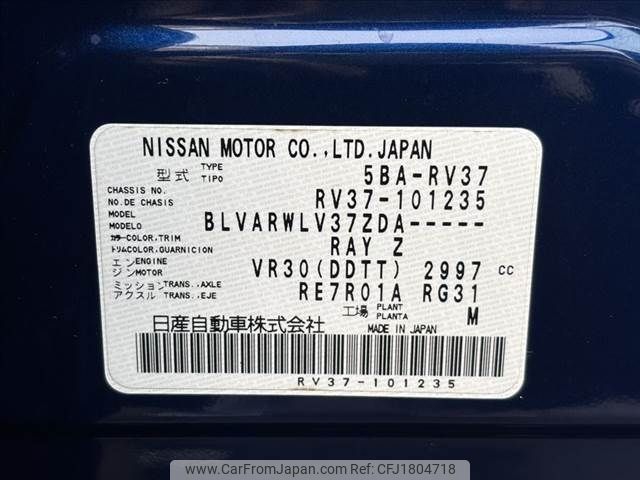 NISSAN MOTOR CO.,LTD.JAPAN
型式 TYPE TIPO 5BA-RV37
CHASSIS NO. NO.DE CHASIS RV37-101235
MODEL MODELO BLVARWLV37ZDA-----
カラー COLOR,TRIM トリム COLOR,GUARNICION RAY Z
エンジン ENGINE MOTOR VR30(DDTT) 2997 CC
ミッション TRANS.,AXLE アクスル TRANS.,EJE RE7R01A RG31
工場 PLANT PLANTA M
日産自動車株式会社 MADE IN JAPAN
RV37-101235
www.CarFromJapan.com - CFJ1804718